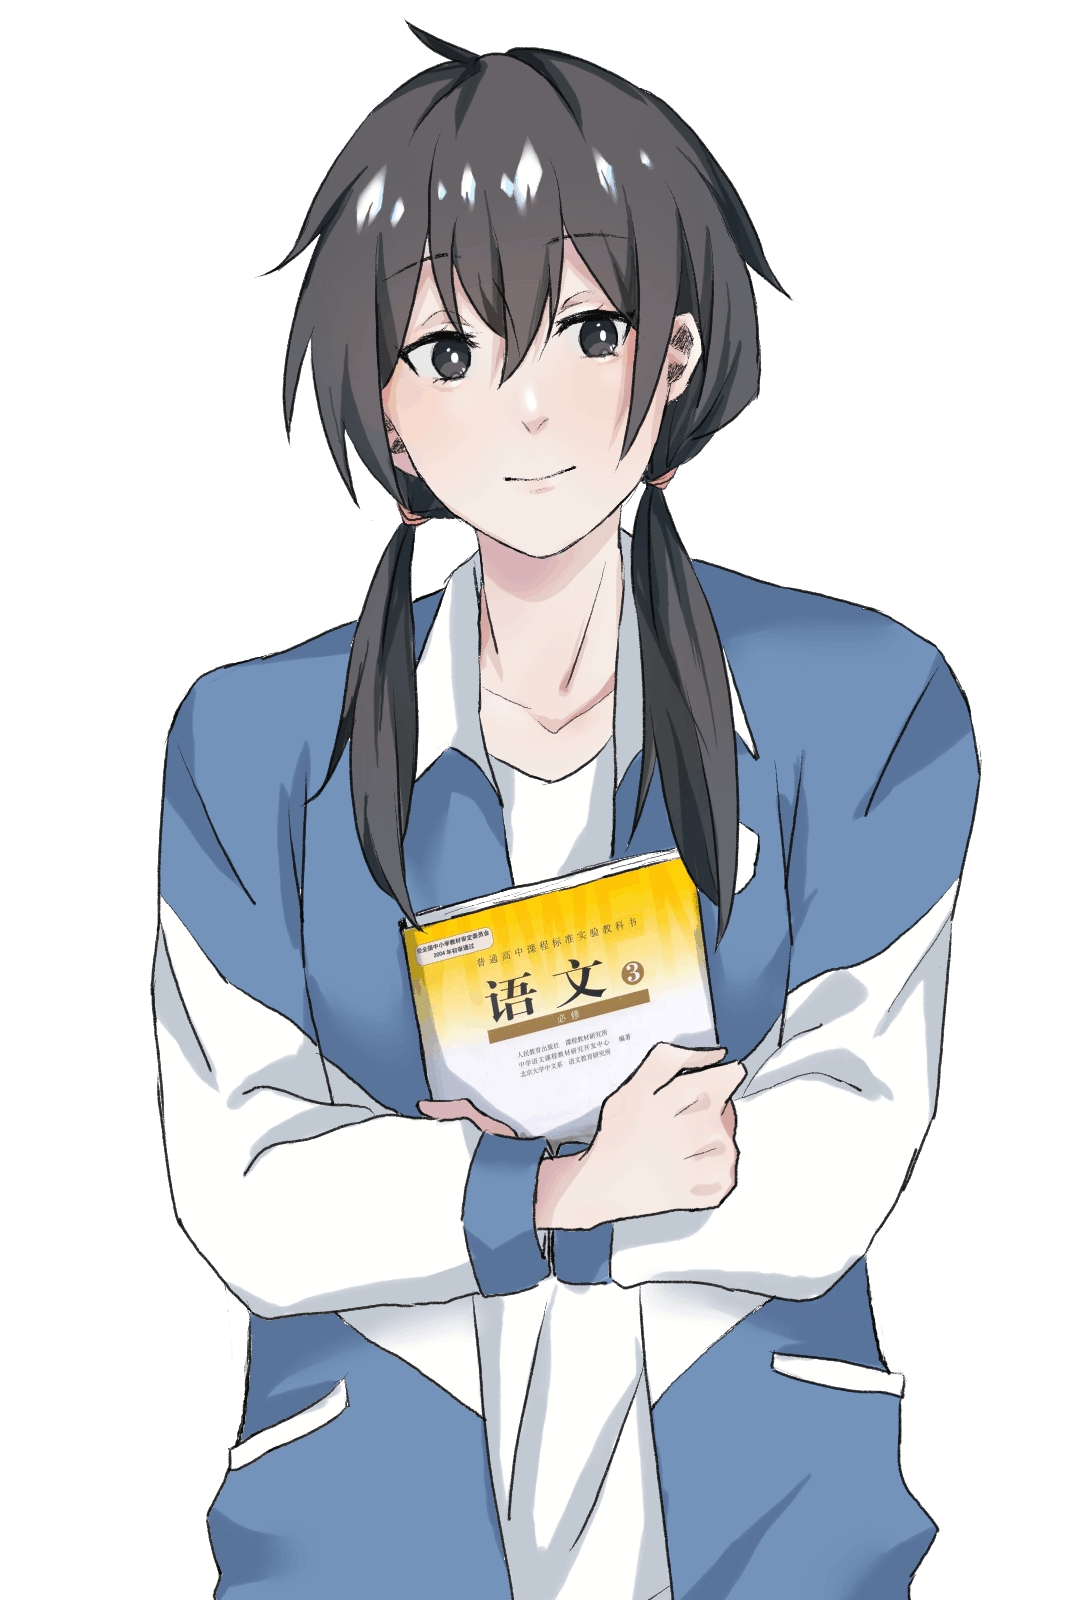 经全国中小学教材审定委员会
2004 年初审通过
普通高中课程标准实验教科书
语文 3
必修
人民教育出版社 课程教材研究所
中学语文课程教材研究开发中心 编著
北京大学中文系 语文教育研究所